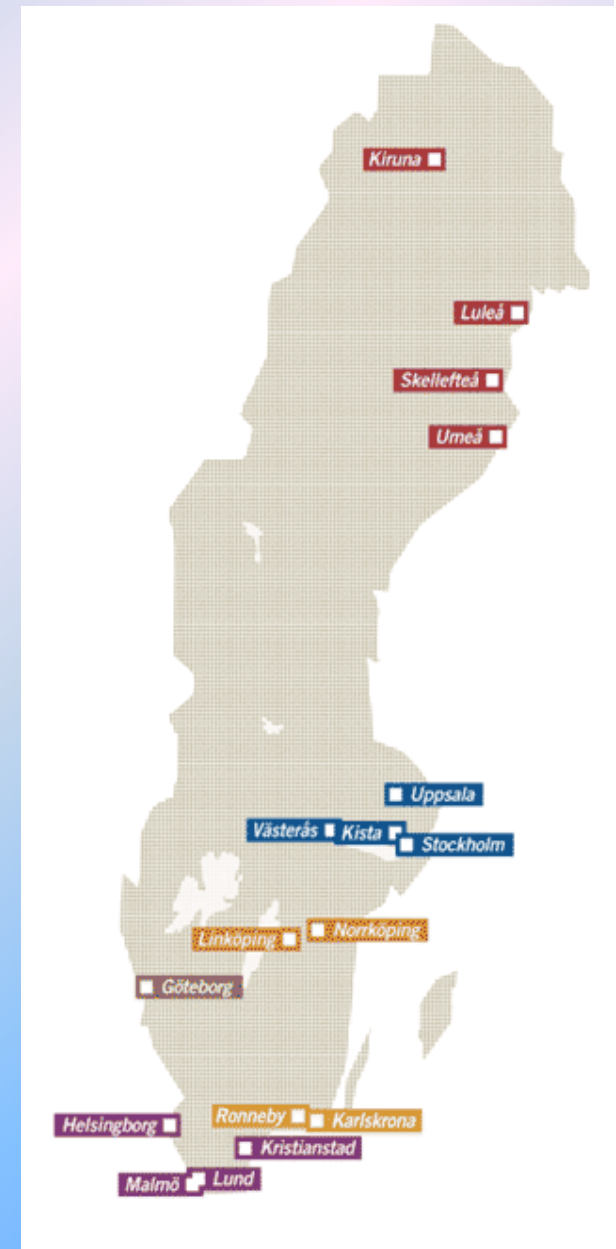 Kiruna
Luleå
Skellefteå
Umeå
Uppsala
Västerås
Kista
Stockholm
Norrköping
Linköping
Göteborg
Ronneby
Karlskrona
Helsingborg
Kristianstad
Lund
Malmö